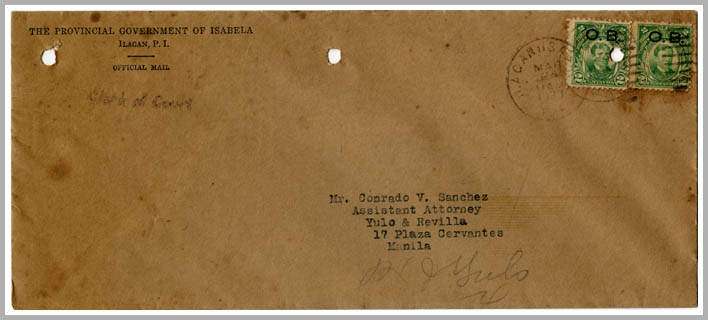 THE PROVINCIAL GOVERNMENT OF ISABELA
ILAGAN, P. I.
OFFICIAL MAIL
Clerk of Court
O.B. O.B.
Mr. Conrado V. Sanchez
Assistant Attorney
Yulo & Revilla
17 Plaza Cervantes
Manila
Yulo